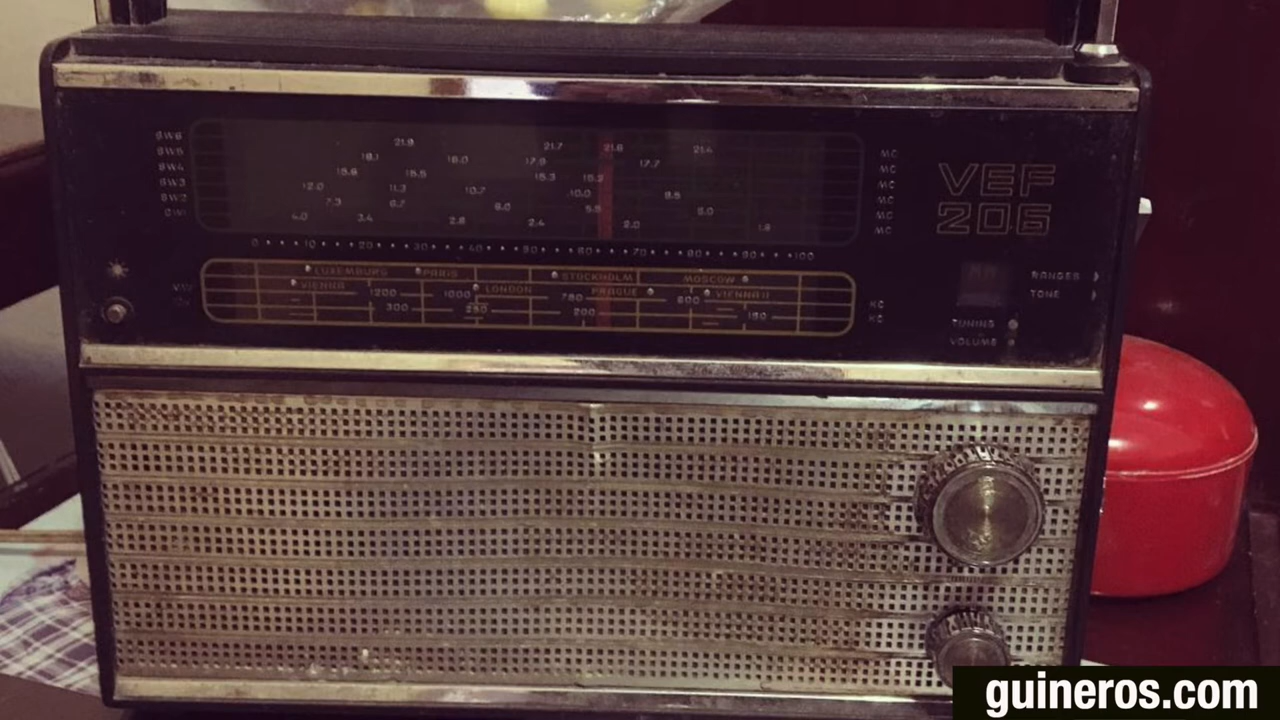 SW6
SW5
SW4
SW3
SW2
SW1
21.9 21.7 21.6 21.4
18.1 18.0 17.9 17.7
15.6 15.5 15.3 15.2
12.0 11.3 10.7 10.0 9.5
7.3 6.7 6.0 5.5 5.0
4.0 3.4 2.8 2.4 2.0 1.8
MC
MC
MC
MC
MC
MC
VEF
206
0 10 20 30 40 50 60 70 80 90 100
LUXEMBURG PARIS STOCKHOLM MOSCOW
VIENNA LONDON PRAGUE VIENNA II
1200 1000 750 600
300 250 200 150
KC
KC
RANGES
TONE
TUNING
VOLUME
guineros.com